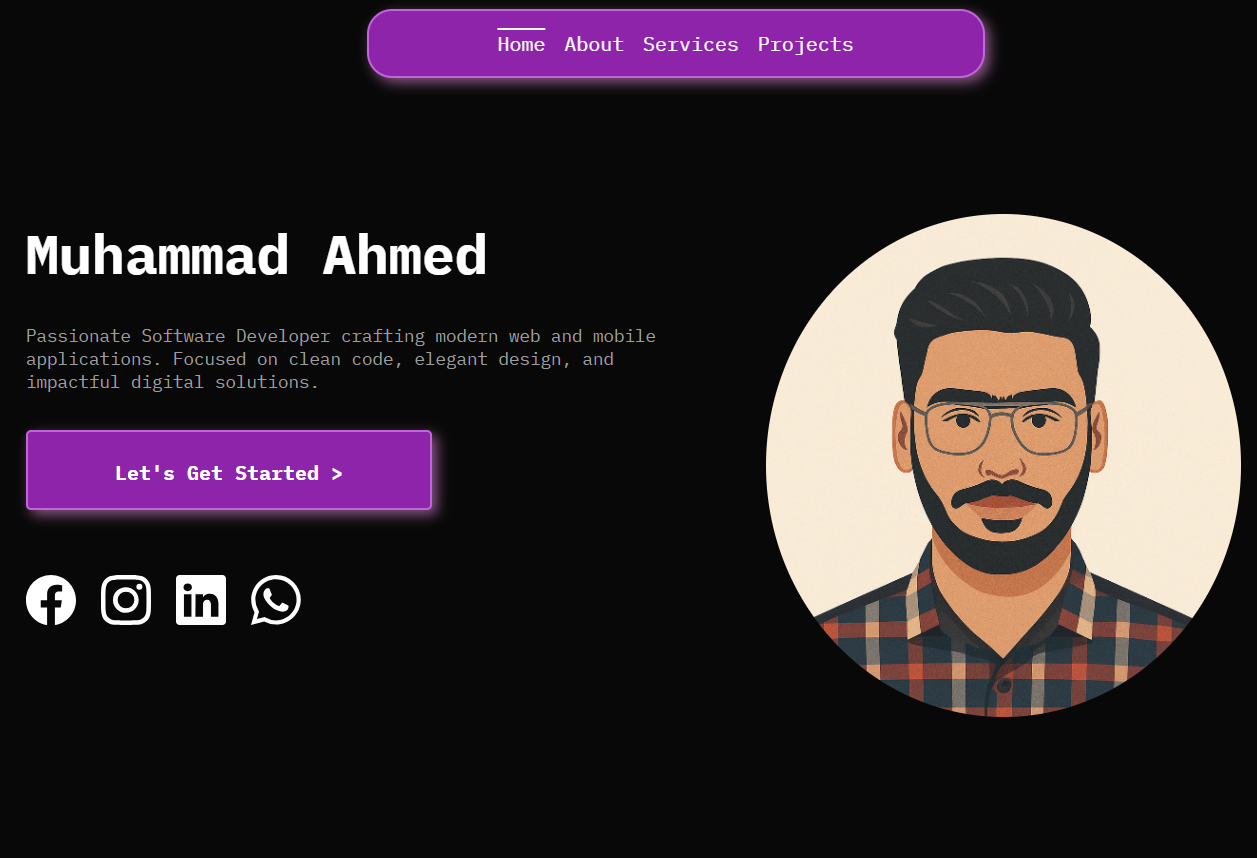 Home About Services Projects
Muhammad Ahmed
Passionate Software Developer crafting modern web and mobile
applications. Focused on clean code, elegant design, and
impactful digital solutions.
Let's Get Started >
in